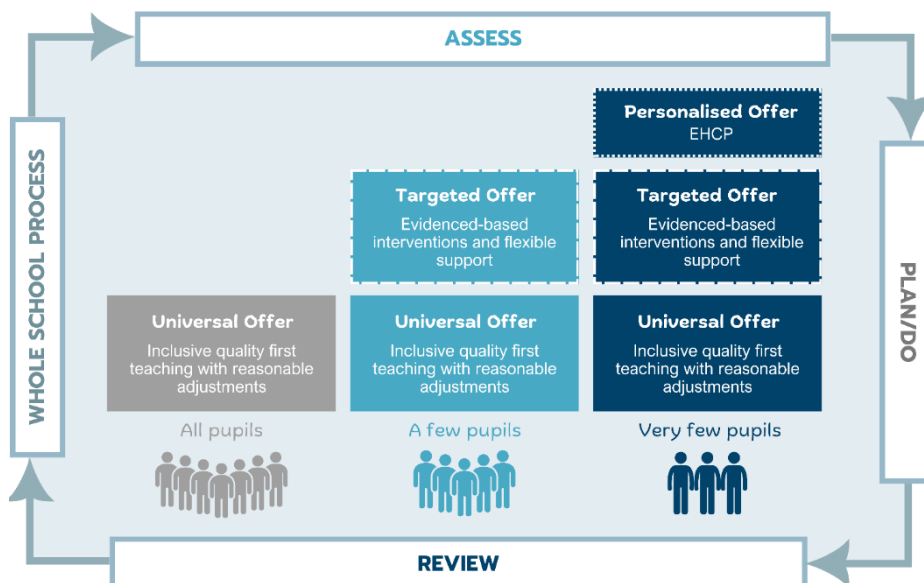 ASSESS
WHOLE SCHOOL PROCESS
Personalised Offer
EHCP
Targeted Offer
Evidenced-based
interventions and flexible
support
Targeted Offer
Evidenced-based
interventions and flexible
support
Universal Offer
Inclusive quality first
teaching with reasonable
adjustments
Universal Offer
Inclusive quality first
teaching with reasonable
adjustments
Universal Offer
Inclusive quality first
teaching with reasonable
adjustments
All pupils
A few pupils
Very few pupils
PLAN/DO
REVIEW